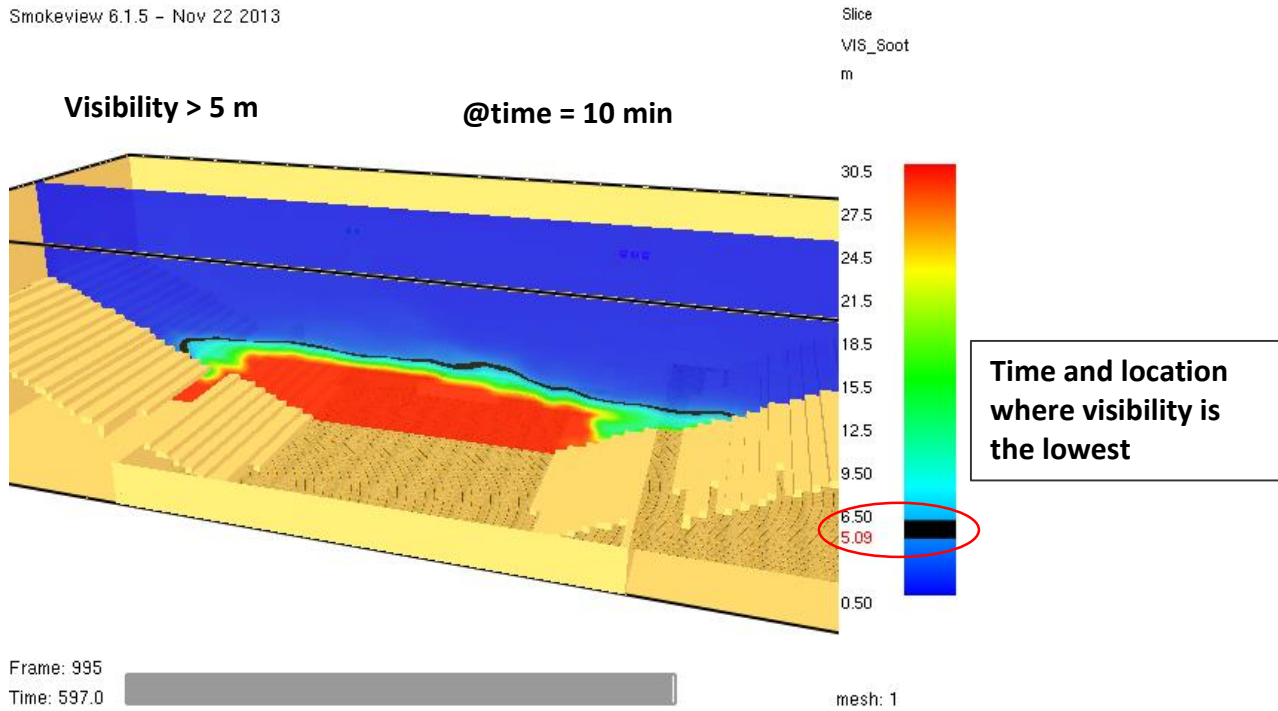 Smokeview 6.1.5 - Nov 22 2013
Slice
VIS_Soot
m
Visibility > 5 m
@time = 10 min
30.5
27.5
24.5
21.5
18.5
15.5
12.5
9.50
6.50
5.09
0.50
Time and location
where visibility is
the lowest
Frame: 995
Time: 597.0
mesh: 1